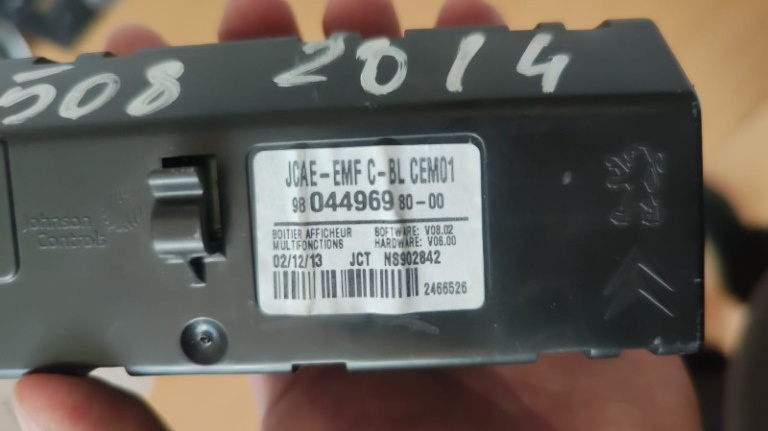 508 2014
JCAE-EMF C-BL CEM01
98 044969 80-00
BOITIER AFFICHEUR SOFTWARE: V08.02
MULTIFONCTIONS HARDWARE: V06.00
02/12/13 JCT NS902842
2466526
Johnson
Controls